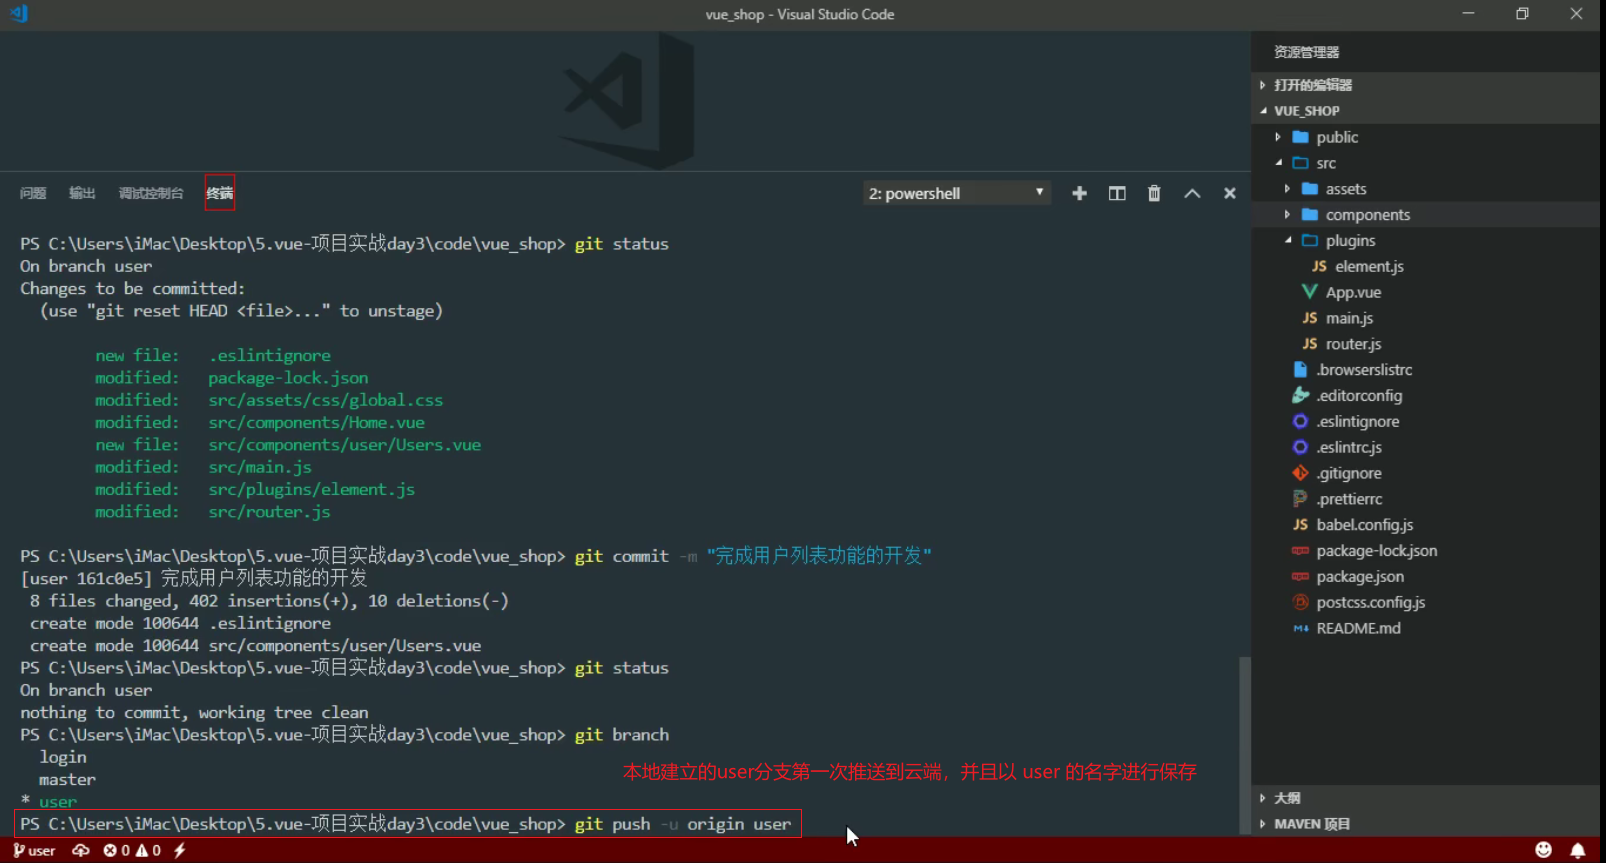 vue_shop - Visual Studio Code
问题 输出 调试控制台 终端
2: powershell
PS C:\Users\iMac\Desktop\5.vue-项目实战day3\code\vue_shop> git status
On branch user
Changes to be committed:
(use "git reset HEAD <file>..." to unstage)
new file: .eslintignore
modified: package-lock.json
modified: src/assets/css/global.css
modified: src/components/Home.vue
new file: src/components/user/Users.vue
modified: src/main.js
modified: src/plugins/element.js
modified: src/router.js
PS C:\Users\iMac\Desktop\5.vue-项目实战day3\code\vue_shop> git commit -m "完成用户列表功能的开发"
[user 161c0e5] 完成用户列表功能的开发
8 files changed, 402 insertions(+), 10 deletions(-)
create mode 100644 .eslintignore
create mode 100644 src/components/user/Users.vue
PS C:\Users\iMac\Desktop\5.vue-项目实战day3\code\vue_shop> git status
On branch user
nothing to commit, working tree clean
PS C:\Users\iMac\Desktop\5.vue-项目实战day3\code\vue_shop> git branch
login
master
* user
本地建立的user分支第一次推送到云端，并且以 user 的名字进行保存
PS C:\Users\iMac\Desktop\5.vue-项目实战day3\code\vue_shop> git push -u origin user
资源管理器
打开的编辑器
VUE_SHOP
public
src
assets
components
plugins
JS element.js
App.vue
JS main.js
JS router.js
.browserslistrc
.editorconfig
.eslintignore
.eslintrc.js
.gitignore
.prettierrc
JS babel.config.js
package-lock.json
package.json
postcss.config.js
README.md
大纲
MAVEN 项目
user 0 0